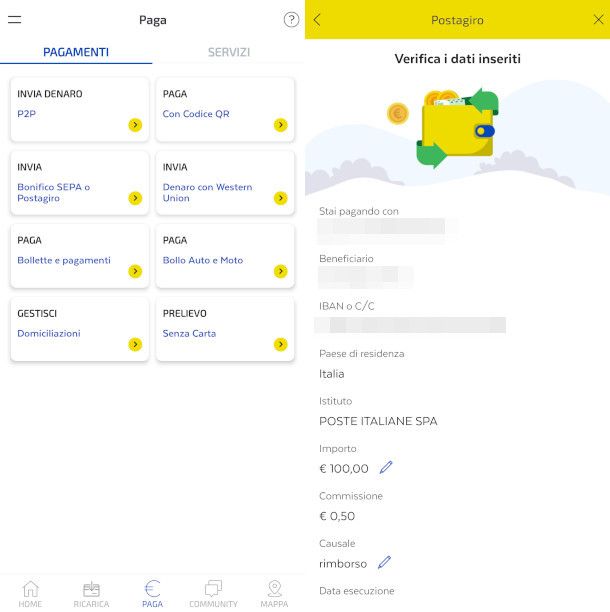 Paga
?
PAGAMENTI
SERVIZI
INVIA DENARO
P2P
PAGA
Con Codice QR
INVIA
Bonifico SEPA o
Postagiro
INVIA
Denaro con Western
Union
PAGA
Bollette e pagamenti
PAGA
Bollo Auto e Moto
GESTISCI
Domiciliazioni
PRELIEVO
Senza Carta
HOME
RICARICA
PAGA
COMMUNITY
MAPPA
Postagiro
Verifica i dati inseriti
Stai pagando con
Beneficiario
IBAN o C/C
Paese di residenza
Italia
Istituto
POSTE ITALIANE SPA
Importo
€ 100,00
Commissione
€ 0,50
Causale
rimborso
Data esecuzione